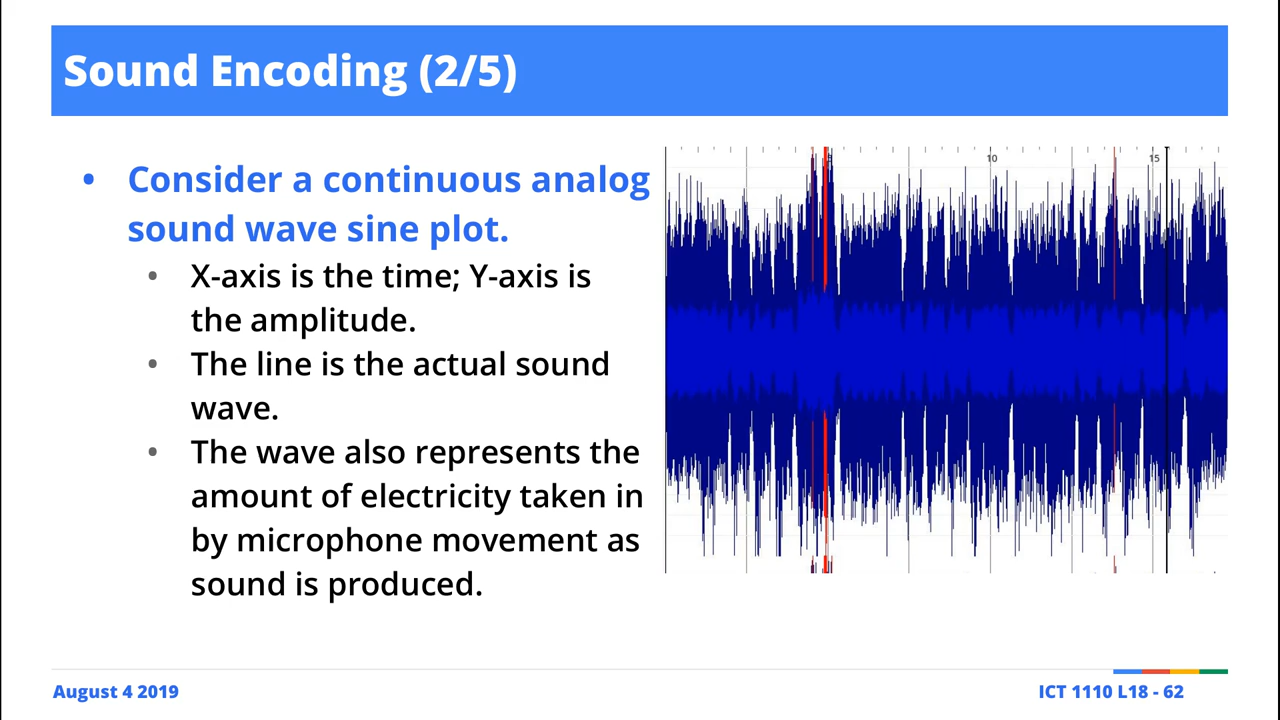 Sound Encoding (2/5)
• Consider a continuous analog
sound wave sine plot.
• X-axis is the time; Y-axis is
the amplitude.
• The line is the actual sound
wave.
• The wave also represents the
amount of electricity taken in
by microphone movement as
sound is produced.
10
15
August 4 2019
ICT 1110 L18 - 62